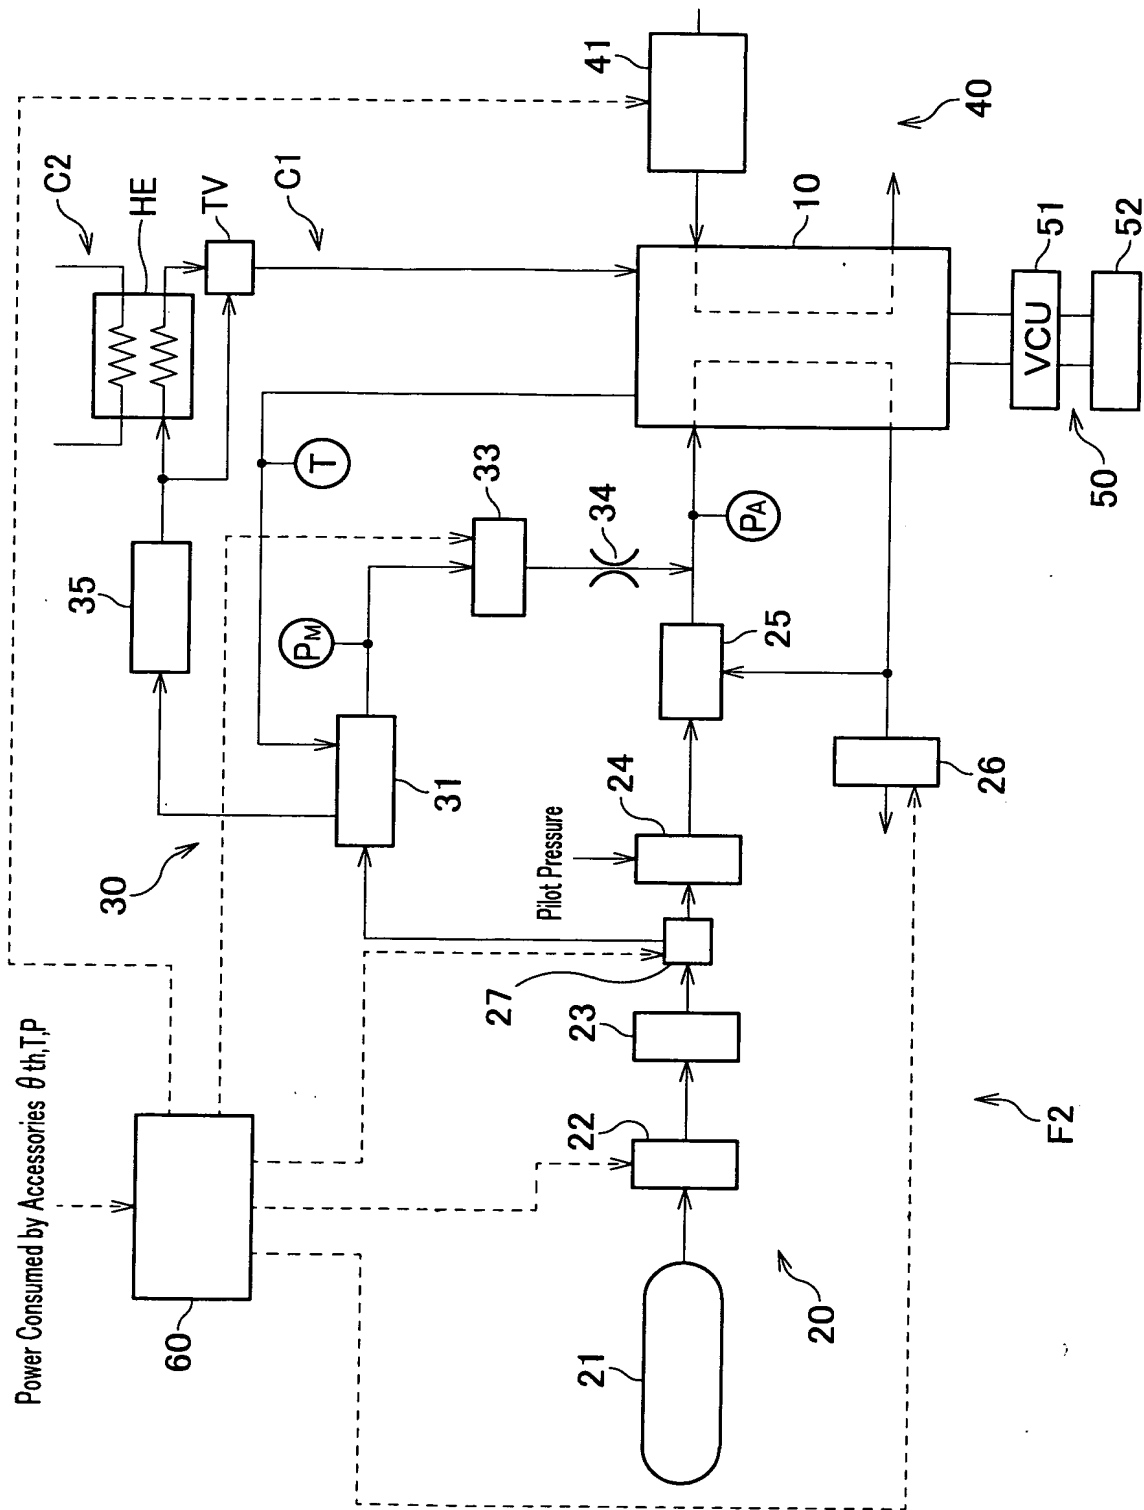 Power Consumed by Accessories θth,T,P
60
30
35
C2
HE
TV
C1
41
40
10
T
PM
31
33
34
PA
Pilot Pressure
27
24
25
23
22
21
20
26
F2
VCU
51
52
50